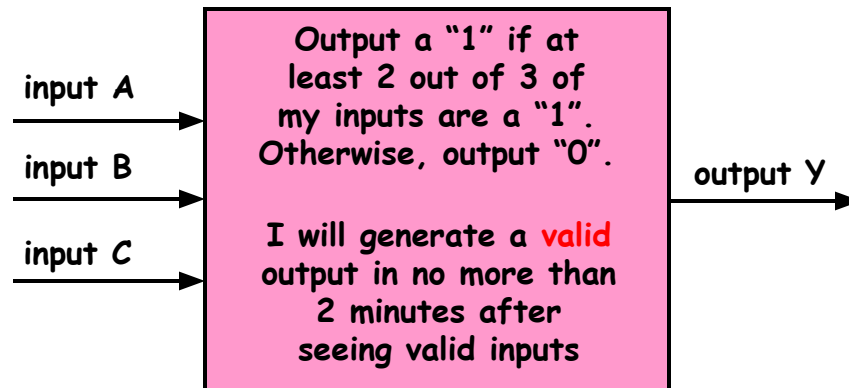 input A
input B
input C
Output a “1” if at
least 2 out of 3 of
my inputs are a “1”.
Otherwise, output “0”.
I will generate a valid
output in no more than
2 minutes after
seeing valid inputs
output Y